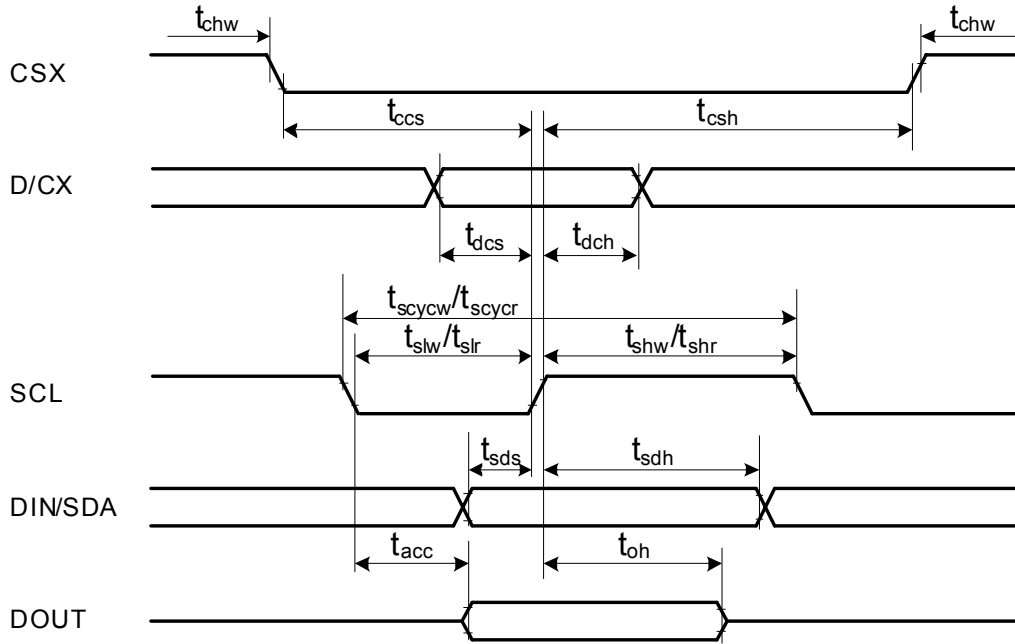 tchw tchw
CSX
tccs tcsh
D/CX
tdcs tdch
tscycw/tscycr
tslw/tslr tshw/tshr
SCL
tsds tsdh
DIN/SDA
tacc toh
DOUT